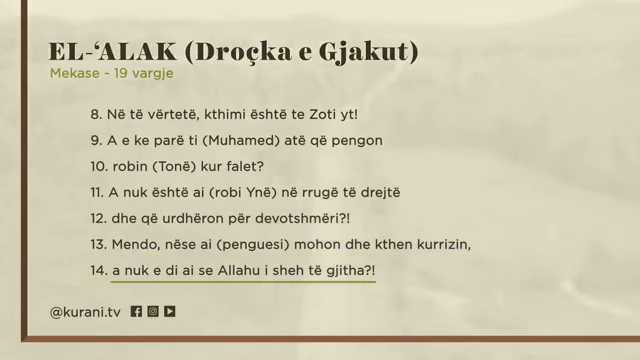 EL-‘ALAK (Droçka e Gjakut)
Mekase - 19 vargje
8. Në të vërtetë, kthimi është te Zoti yt!
9. A e ke parë ti (Muhamed) atë që pengon
10. robin (Tonë) kur falet?
11. A nuk është ai (robi Ynë) në rrugë të drejtë
12. dhe që urdhëron për devotshmëri?!
13. Mendo, nëse ai (penguesi) mohon dhe kthen kurrizin,
14. a nuk e di ai se Allahu i sheh të gjitha?!
@kurani.tv